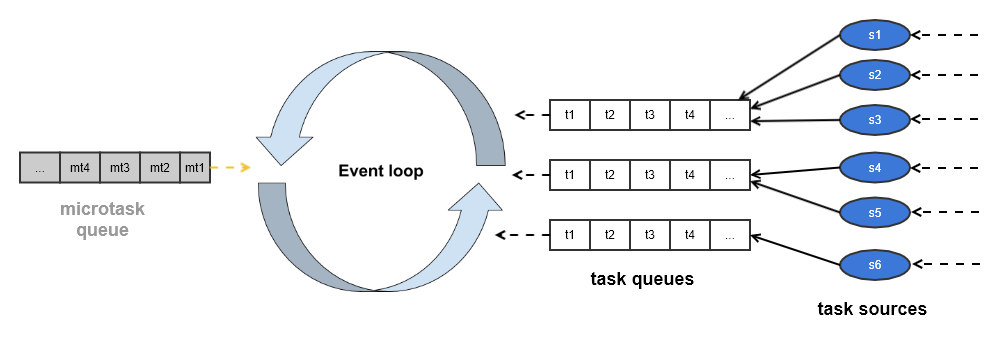 s1
s2
t1 t2 t3 t4 ...
s3
... mt4 mt3 mt2 mt1
Event loop
t1 t2 t3 t4 ...
s4
microtask
queue
s5
t1 t2 t3 t4 ...
s6
task queues
task sources